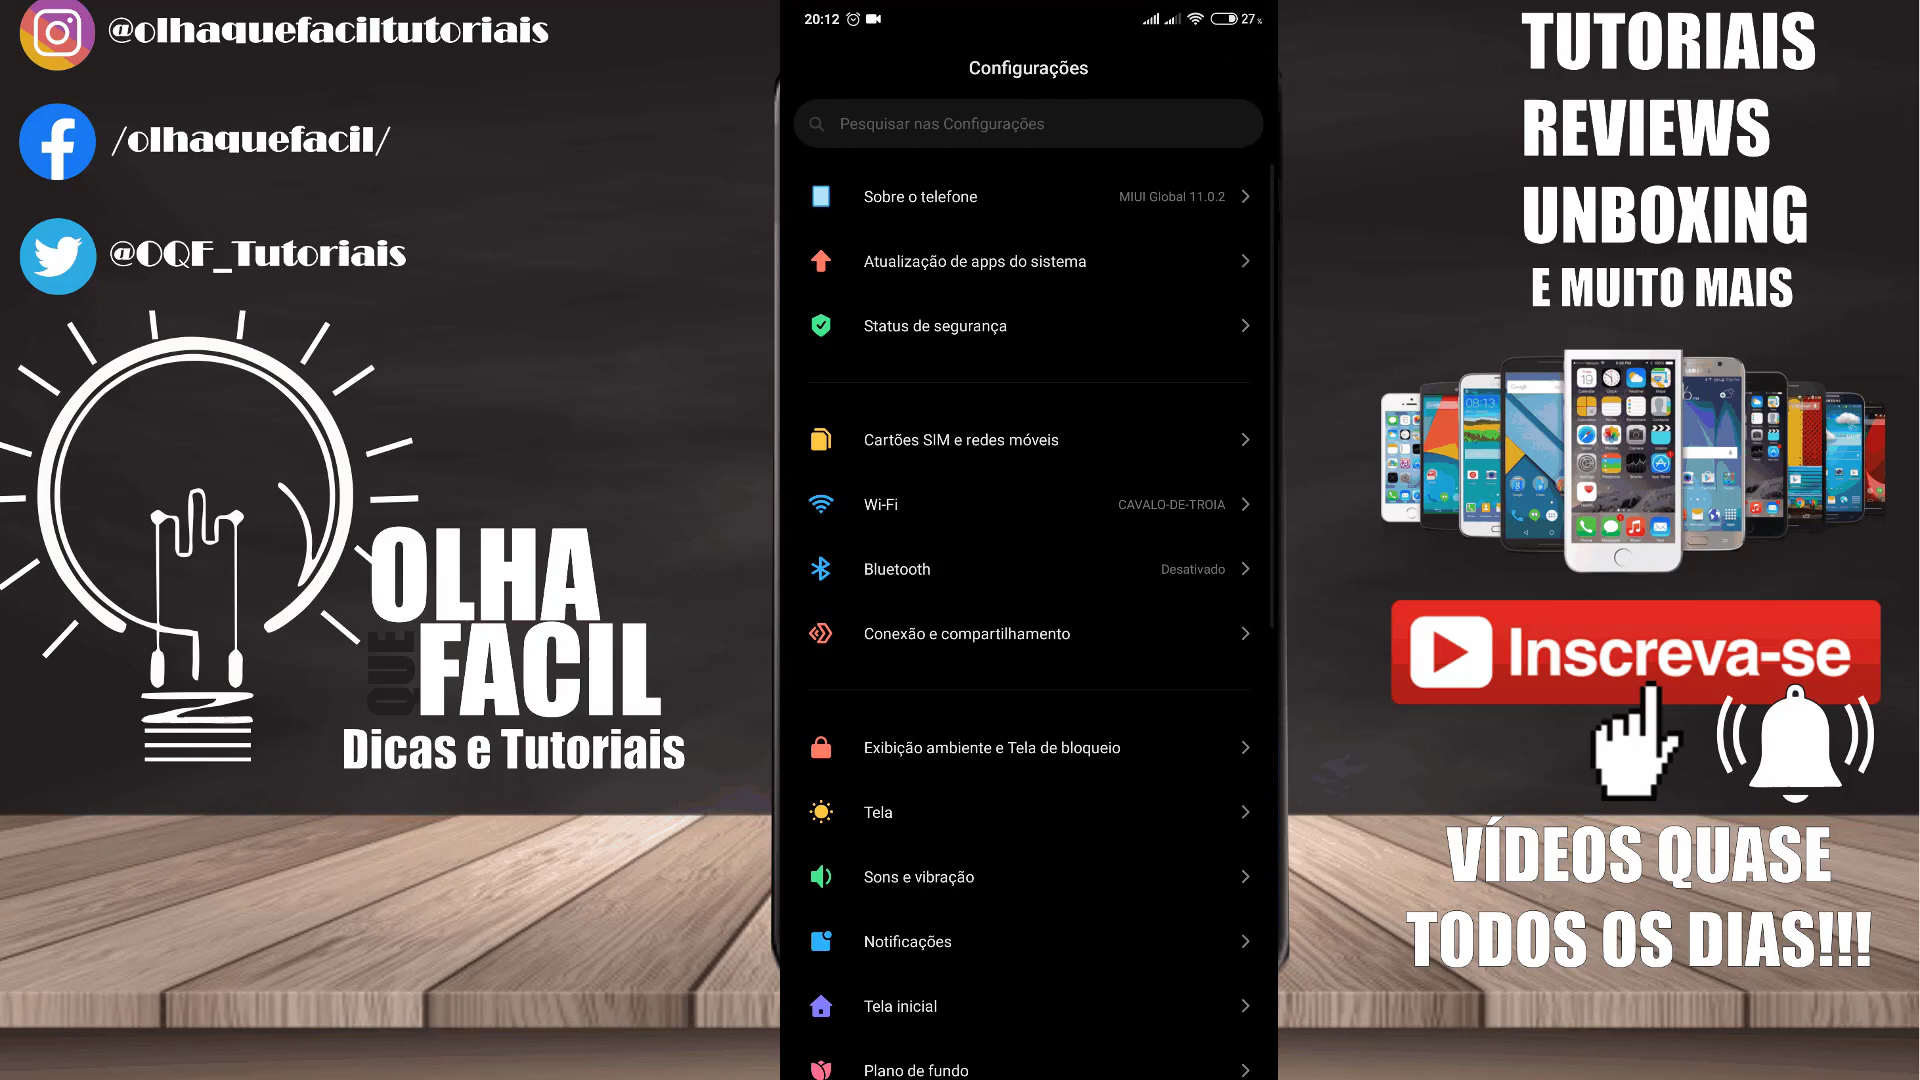 @olhaquefaciltutoriais
/olhaquefacil/
@OQF_Tutoriais
OLHA
QUE
FACIL
Dicas e Tutoriais
20:12
27%
Configurações
Pesquisar nas Configurações
Sobre o telefone MIUI Global 11.0.2
Atualização de apps do sistema
Status de segurança
Cartões SIM e redes móveis
Wi-Fi CAVALO-DE-TROIA
Bluetooth Desativado
Conexão e compartilhamento
Exibição ambiente e Tela de bloqueio
Tela
Sons e vibração
Notificações
Tela inicial
Plano de fundo
TUTORIAIS
REVIEWS
UNBOXING
E MUITO MAIS
08:13
Inscreva-se
VÍDEOS QUASE
TODOS OS DIAS!!!